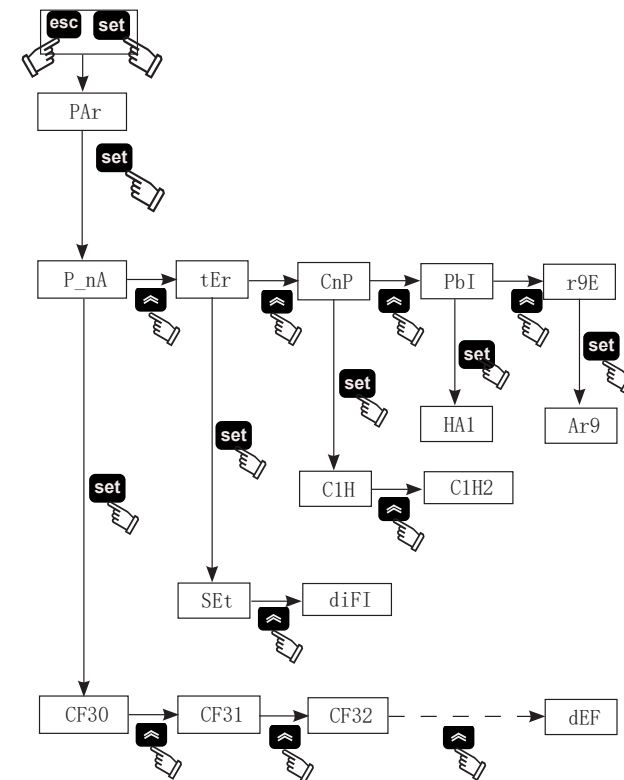 esc set
PAr
set
P_nA tEr CnP PbI r9E
set set
set
HA1 Ar9
set
C1H C1H2
set
SEt diFI
CF30 CF31 CF32 dEF